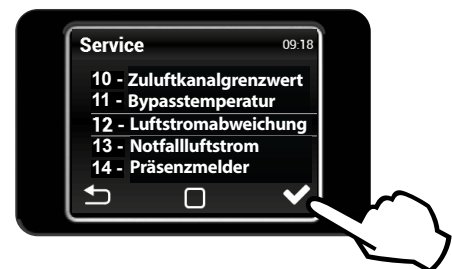 Service 09:18
10 - Zuluftkanalgrenzwert
11 - Bypasstemperatur
12 - Luftstromabweichung
13 - Notfallluftstrom
14 - Präsenzmelder